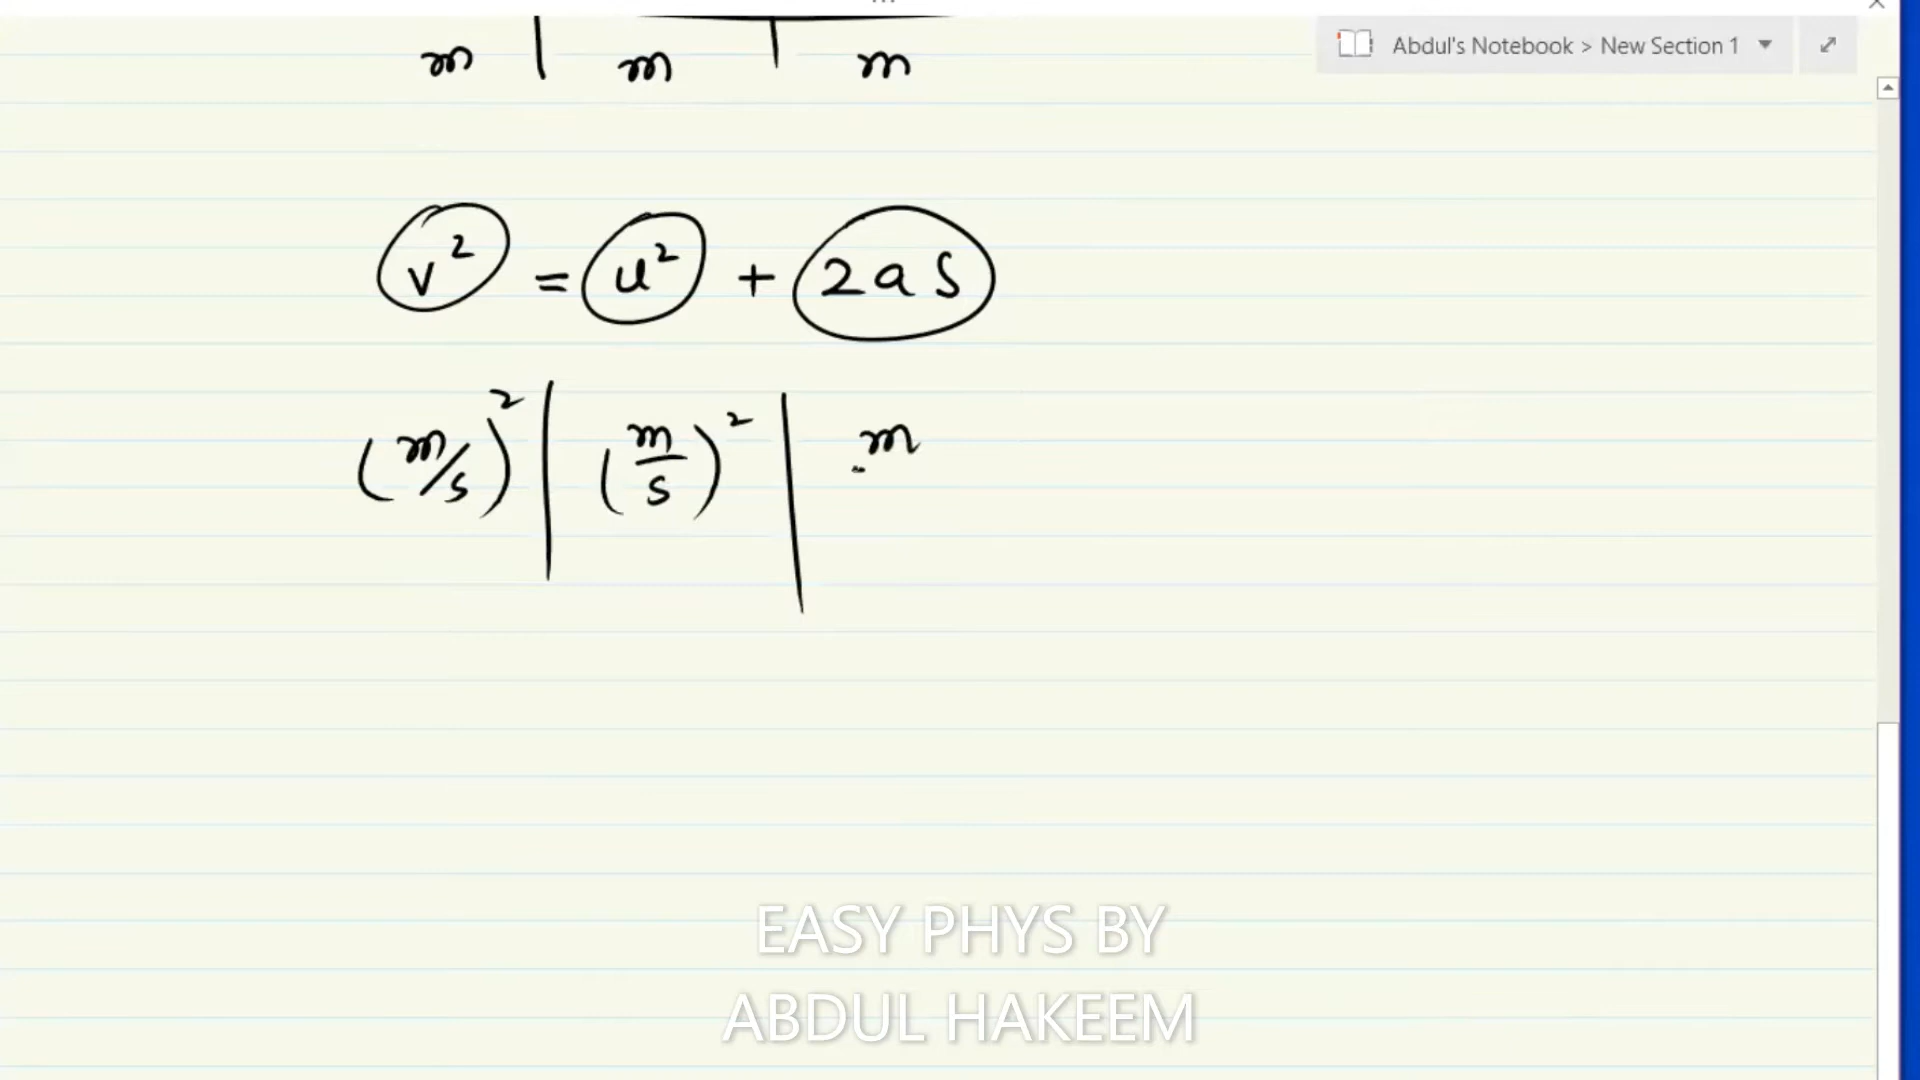 Abdul's Notebook > New Section 1
m | m | m
v² = u² + 2as
(m/s)² | (m/s)² | m
EASY PHYS BY
ABDUL HAKEEM